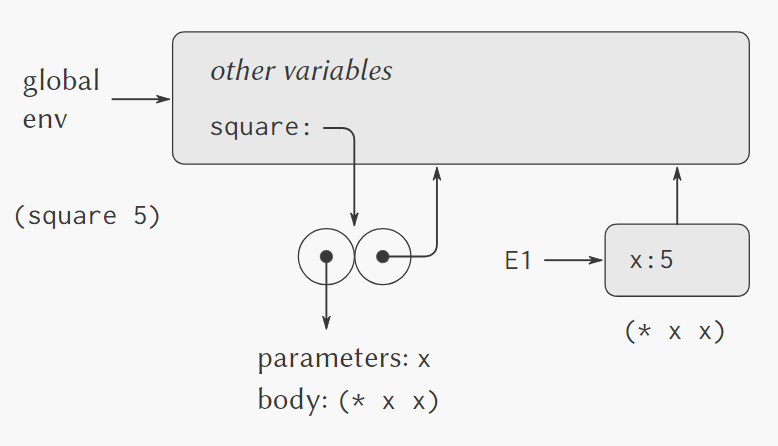 other variables
global
env
square:
(square 5)
E1
x:5
(* x x)
parameters: x
body: (* x x)